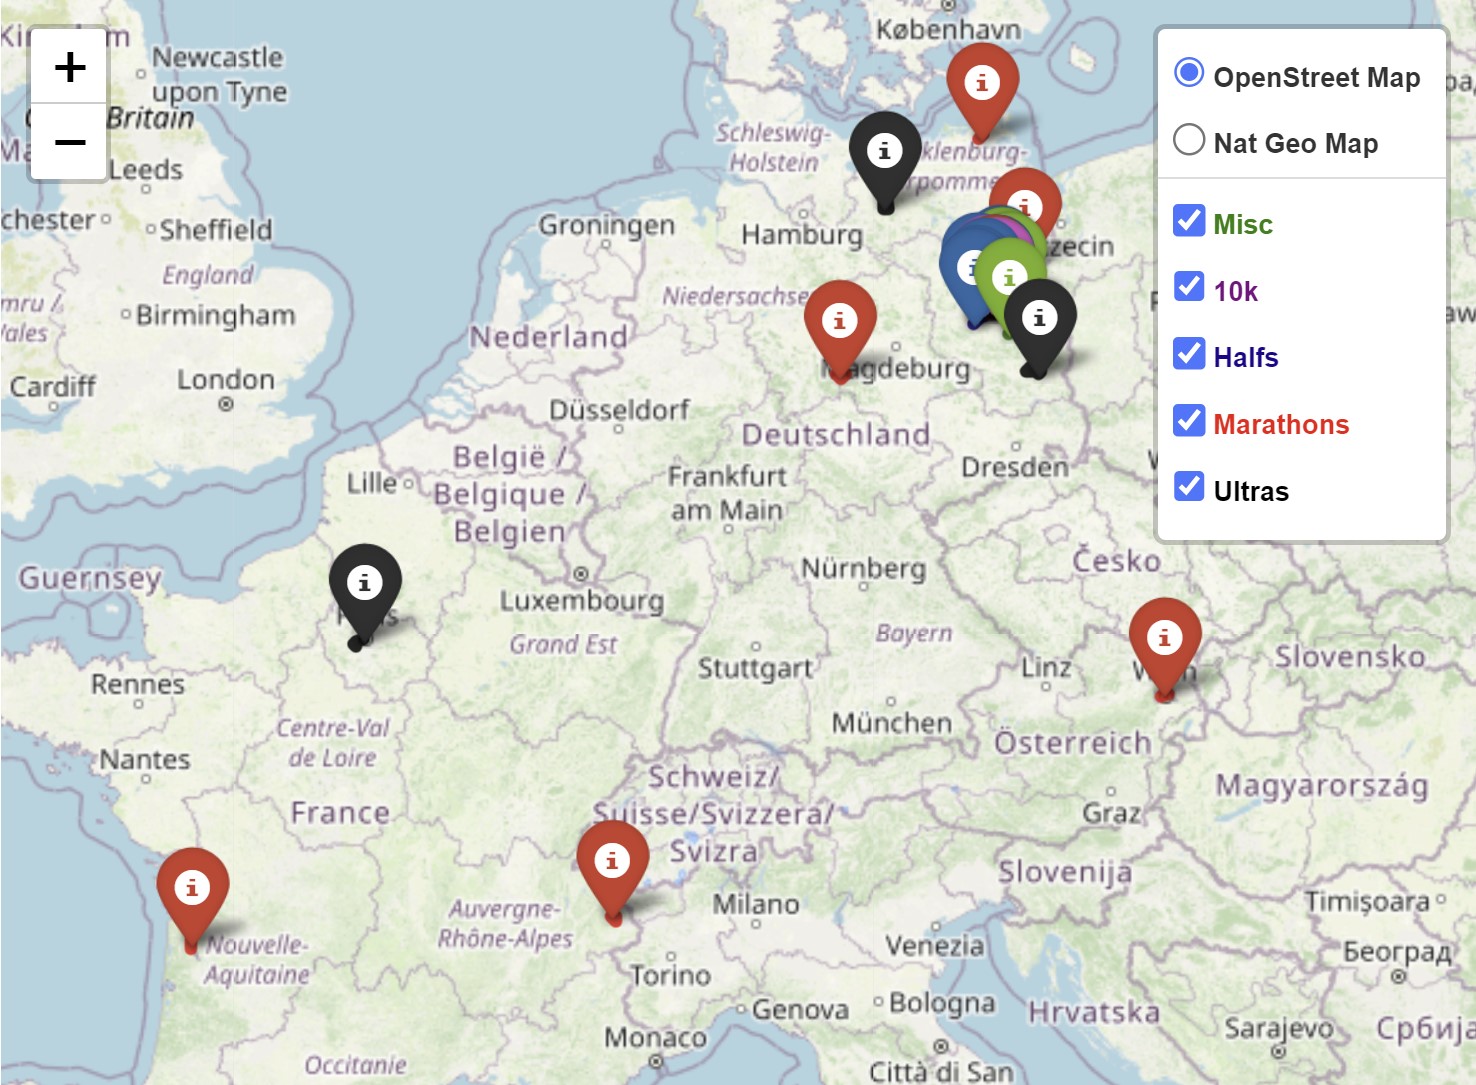 København
Newcastle
upon Tyne
+
−
Britain
Leeds
Sheffield
England
Birmingham
Cardiff
London
Schleswig-
Holstein
Groningen
Hamburg
Nederland
Düsseldorf
Deutschland
België /
Belgique /
Belgien
Lille
Frankfurt
am Main
Dresden
Guernsey
Luxembourg
Grand Est
Nürnberg
Česko
Bayern
Stuttgart
Linz
Slovensko
Rennes
München
Centre-Val
de Loire
Österreich
Nantes
Schweiz/
Suisse/Svizzera/
Svizra
France
Graz
Magyarország
Slovenija
Auvergne-
Rhône-Alpes
Milano
Timișoara
Nouvelle-
Aquitaine
Venezia
Београд
Torino
Genova
Bologna
Hrvatska
Monaco
Sarajevo
Србија
Occitanie
Città di San
OpenStreet Map
Nat Geo Map
Misc
10k
Halfs
Marathons
Ultras